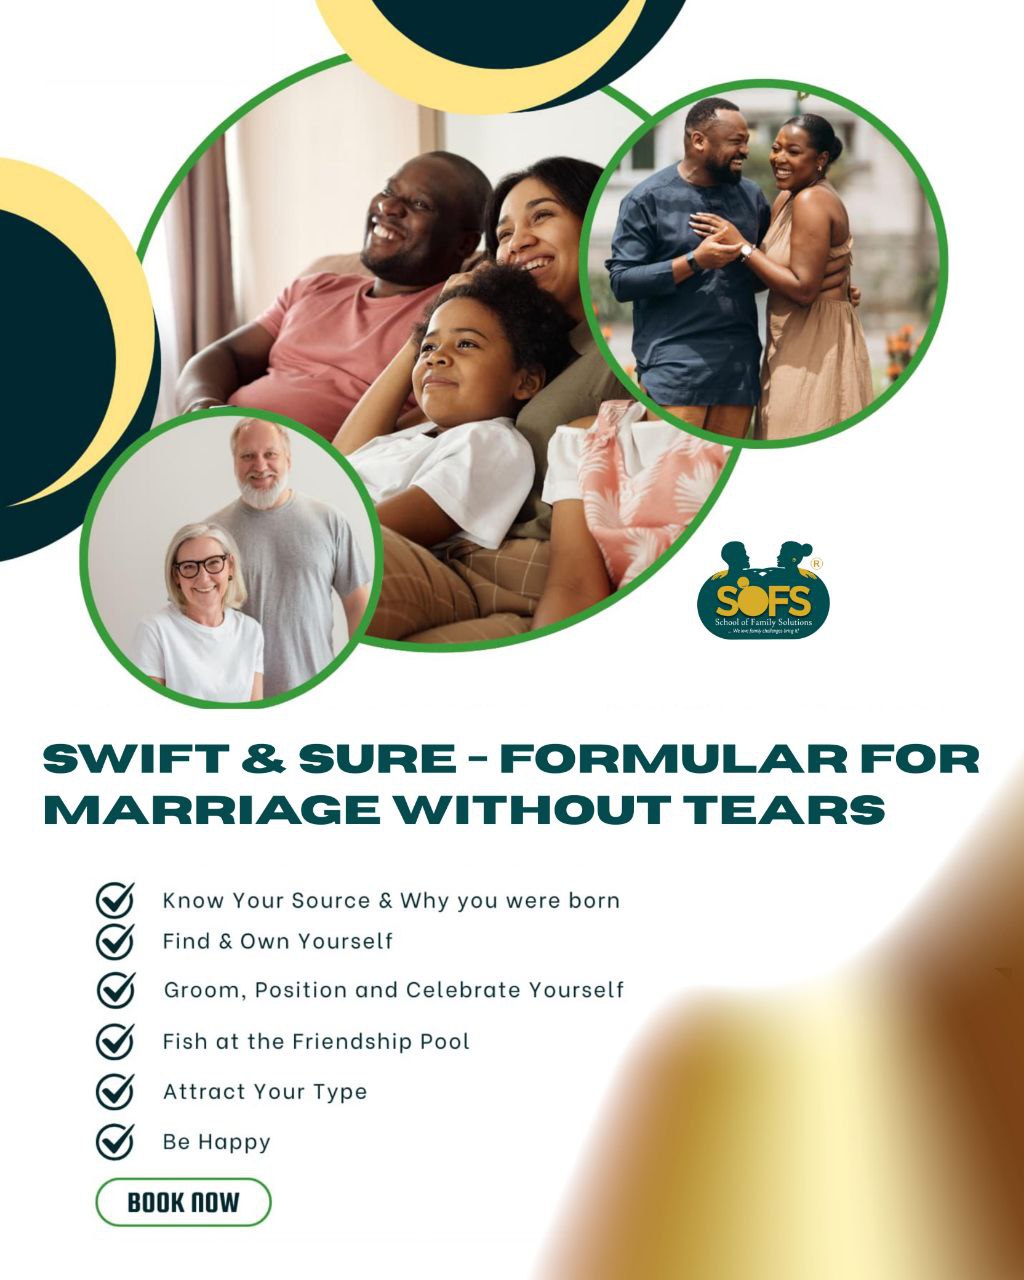 SOFS
®
School of Family Solutions
... We love family challenges bring it!
SWIFT & SURE - FORMULAR FOR
MARRIAGE WITHOUT TEARS
Know Your Source & Why you were born
Find & Own Yourself
Groom, Position and Celebrate Yourself
Fish at the Friendship Pool
Attract Your Type
Be Happy
BOOK NOW